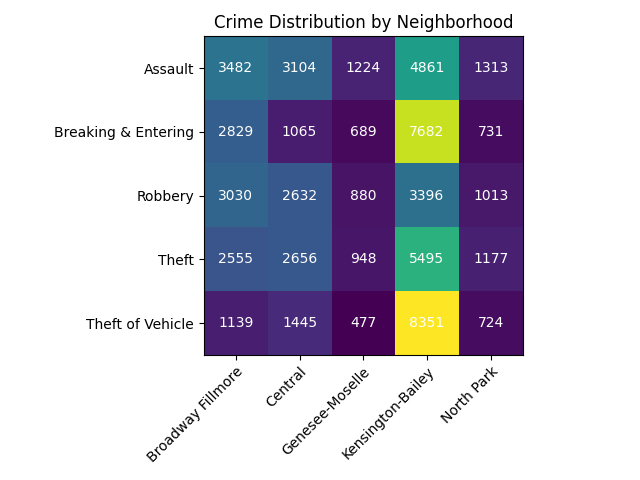 Crime Distribution by Neighborhood
Assault 3482 3104 1224 4861 1313
Breaking & Entering 2829 1065 689 7682 731
Robbery 3030 2632 880 3396 1013
Theft 2555 2656 948 5495 1177
Theft of Vehicle 1139 1445 477 8351 724
Broadway Fillmore Central Genesee-Moselle Kensington-Bailey North Park